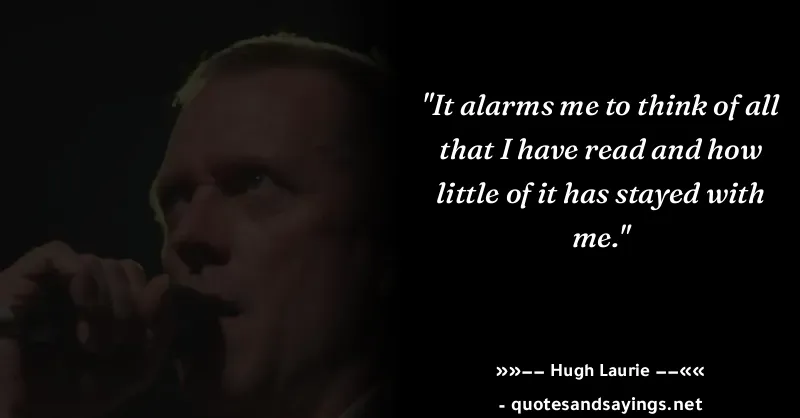 "It alarms me to think of all
that I have read and how
little of it has stayed with
me."
»»-- Hugh Laurie --««
- quotesandsayings.net